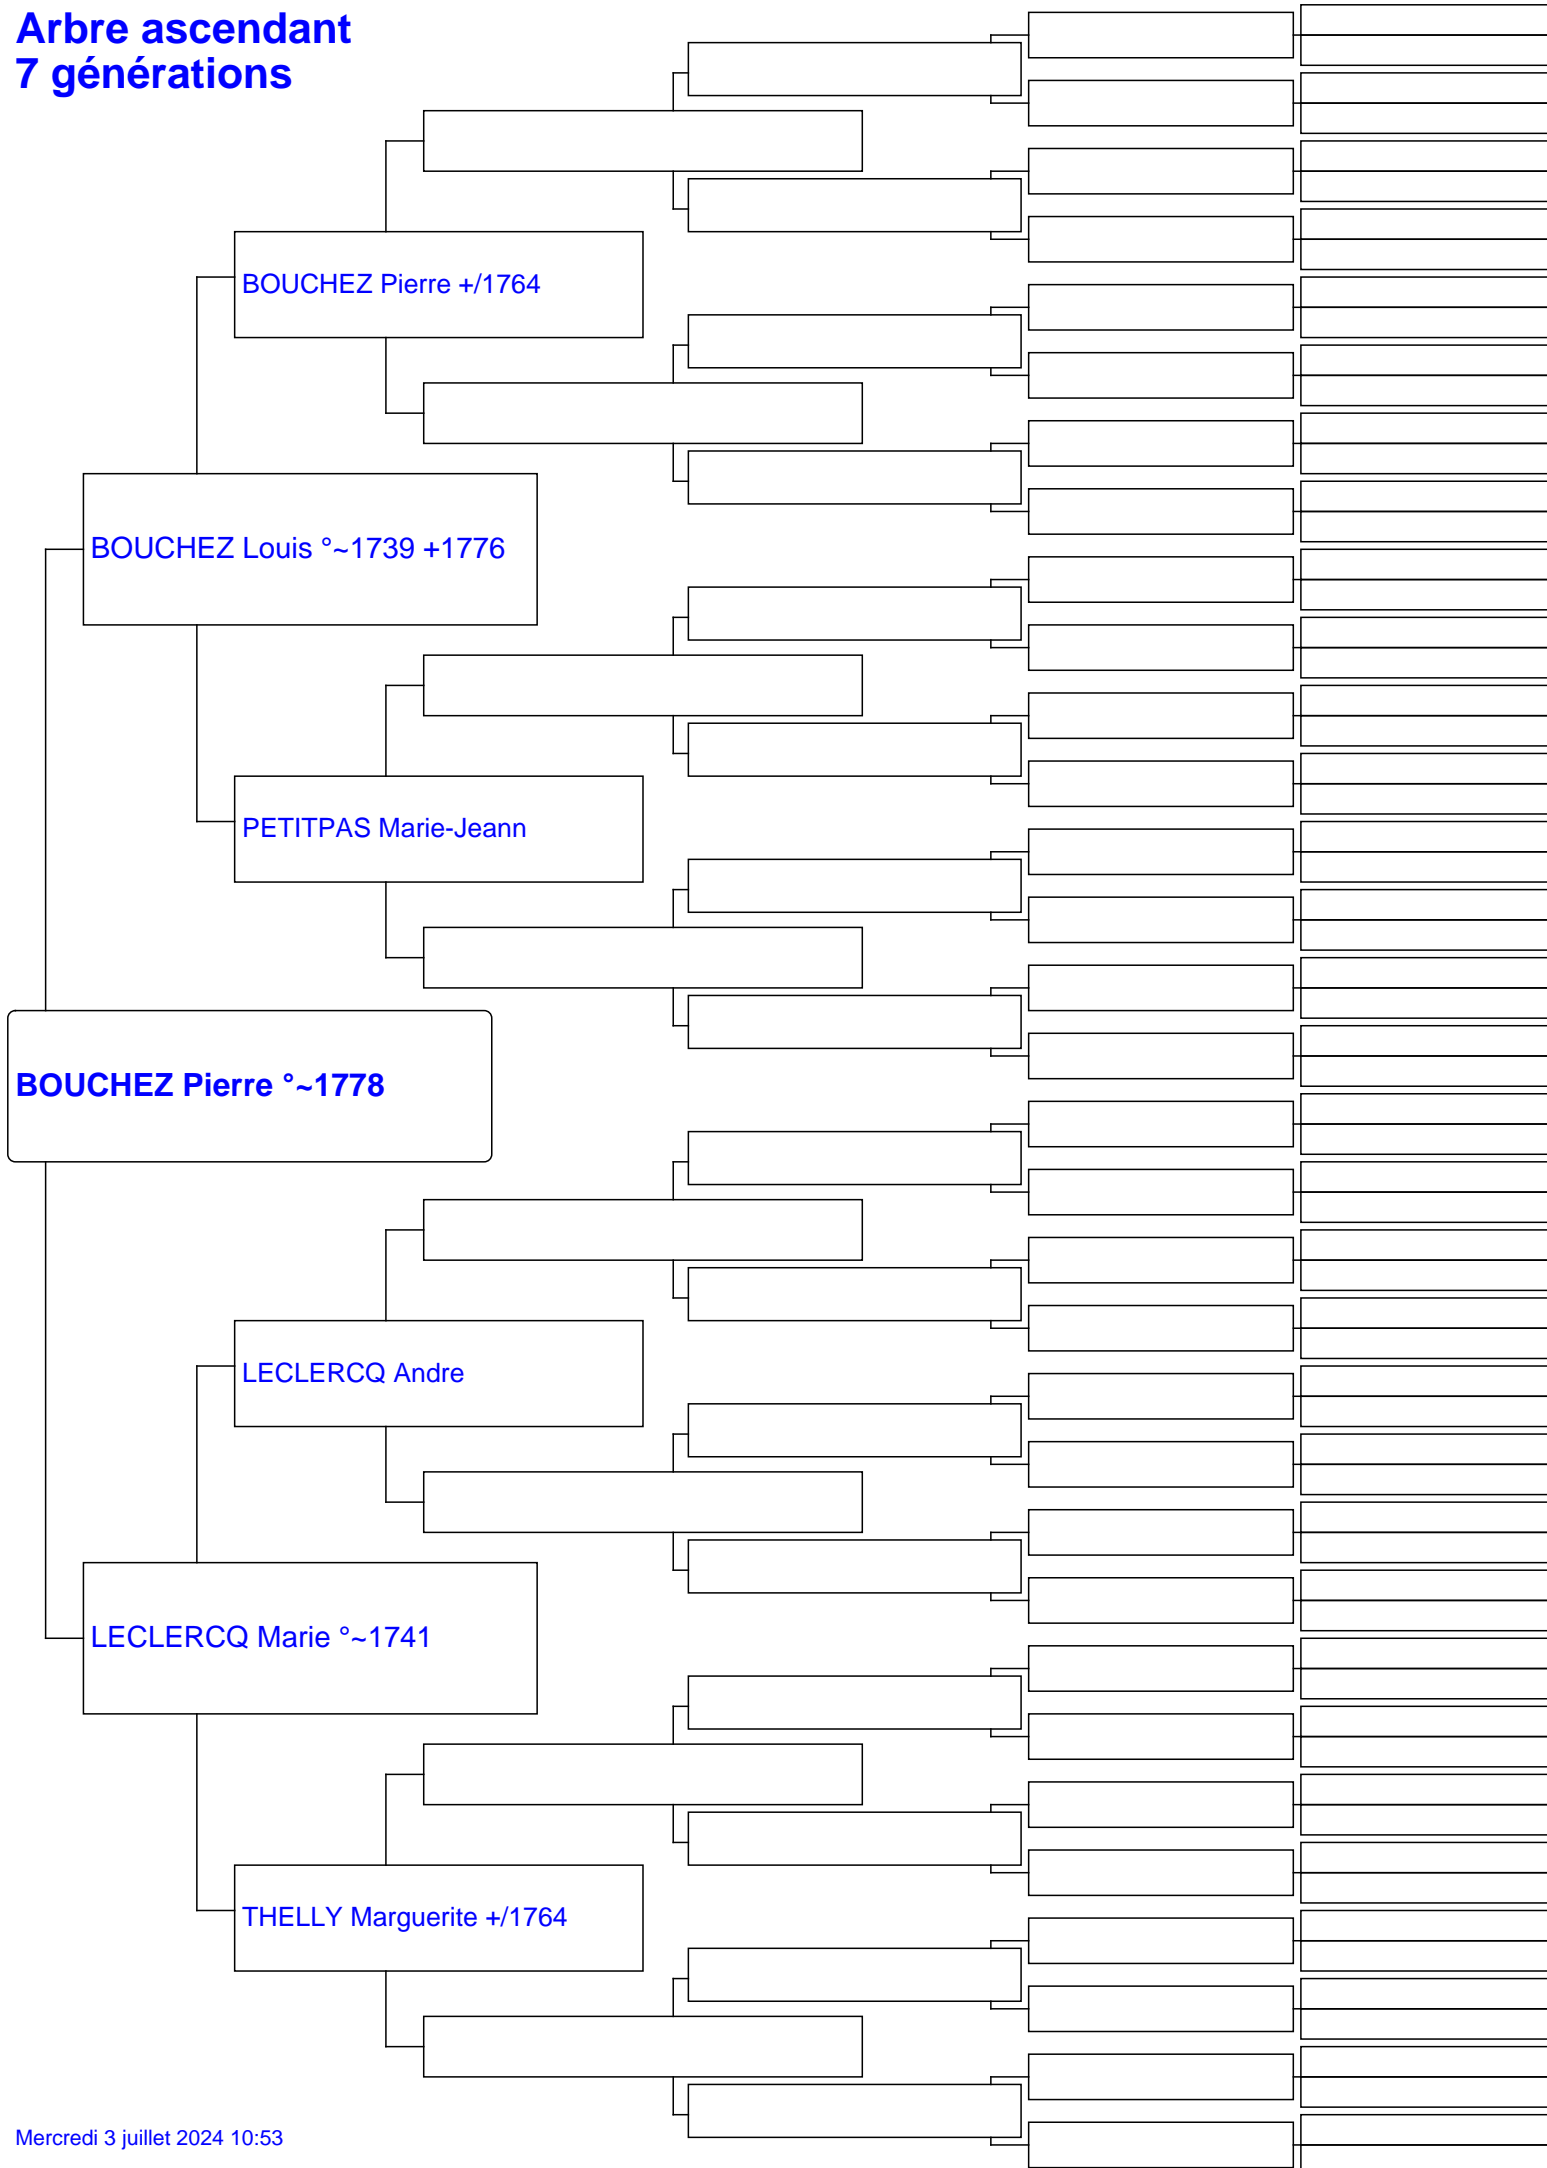 Arbre ascendant
7 générations
BOUCHEZ Pierre +/1764
BOUCHEZ Louis °~1739 +1776
PETITPAS Marie-Jeann
BOUCHEZ Pierre °~1778
LECLERCQ Andre
LECLERCQ Marie °~1741
THELLY Marguerite +/1764
Mercredi 3 juillet 2024 10:53